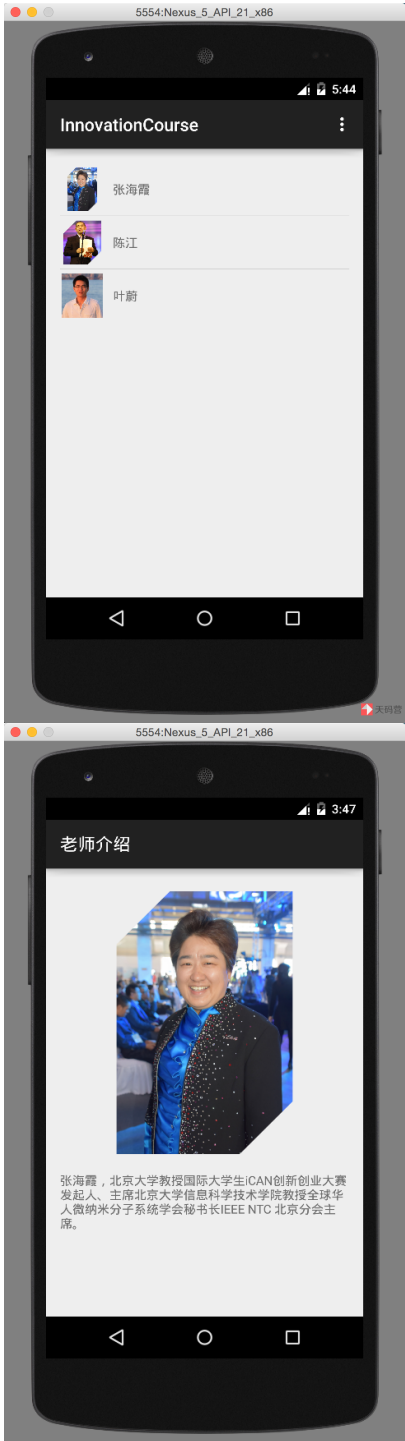 5554:Nexus_5_API_21_x86
5:44
InnovationCourse
张海霞
陈江
叶蔚
天码营
5554:Nexus_5_API_21_x86
3:47
老师介绍
张海霞，北京大学教授国际大学生iCAN创新创业大赛
发起人、主席北京大学信息科学技术学院教授全球华
人微纳米分子系统学会秘书长IEEE NTC 北京分会主
席。